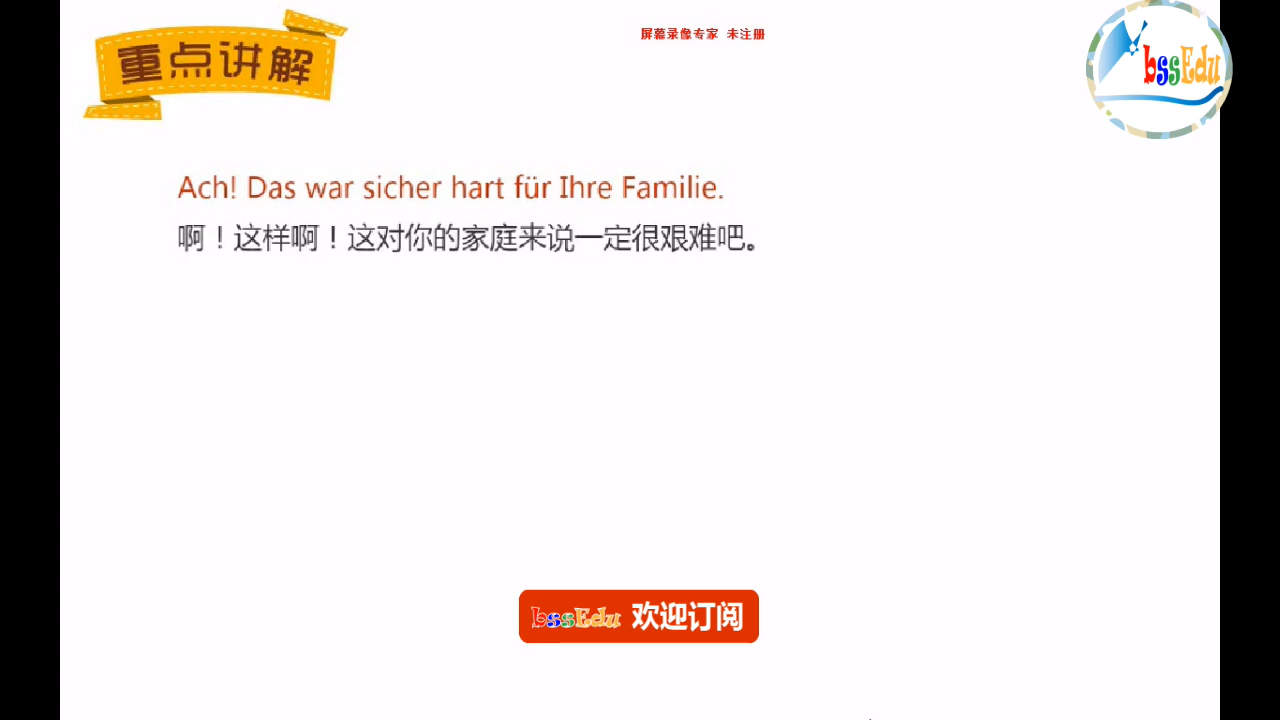 重点讲解
屏幕录像专家 未注册
bssEdu
Ach! Das war sicher hart für Ihre Familie.
啊！这样啊！这对你的家庭来说一定很艰难吧。
bssEdu 欢迎订阅